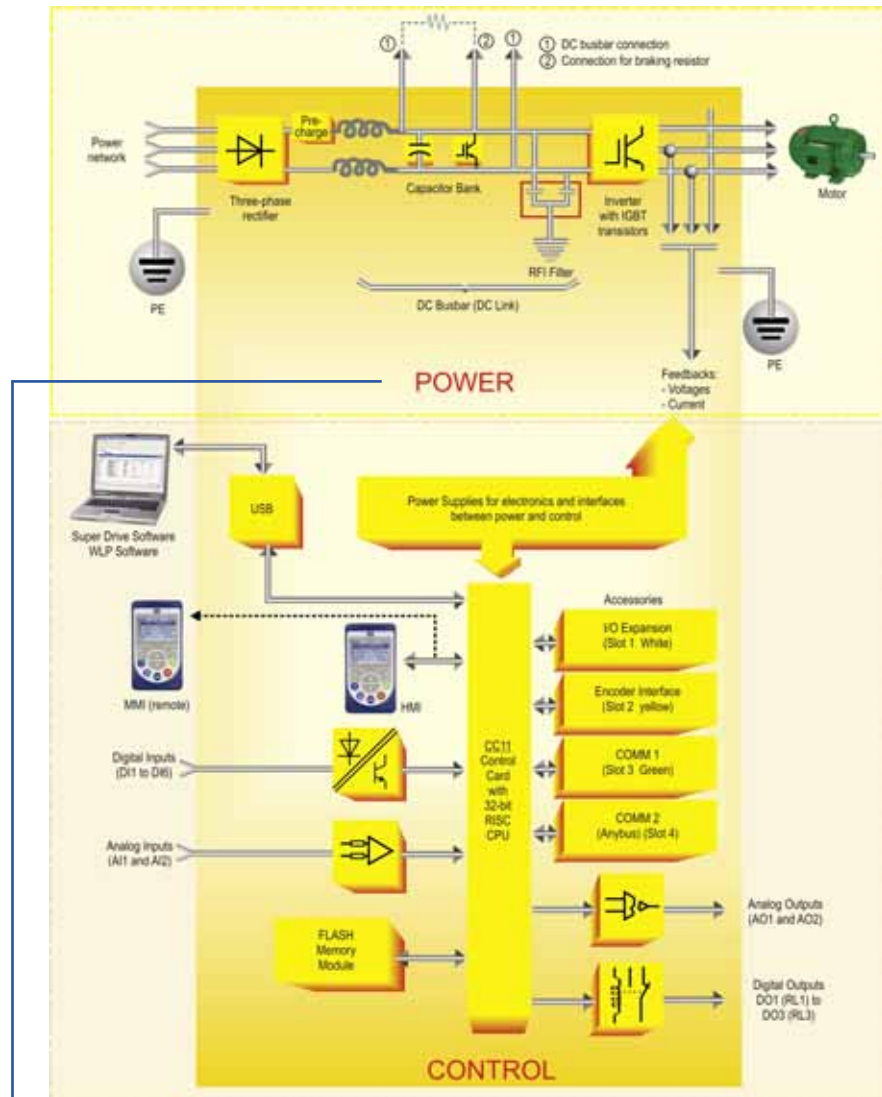 ① DC busbar connection
② Connection for braking resistor
① ② ①
Power
network
Pre-
charge
Three-phase
rectifier
Capacitor Bank
Inverter
with IGBT
transistors
Motor
RFI Filter
DC Busbar (DC Link)
PE
PE
POWER
Feedbacks:
- Voltages
- Current
Super Drive Software
WLP Software
USB
Power Supplies for electronics and interfaces
between power and control
MMI (remote)
HMI
Accessories
I/O Expansion
(Slot 1 White)
Encoder Interface
(Slot 2 yellow)
COMM 1
(Slot 3 Green)
COMM 2
(Anybus) (Slot 4)
CC11
Control
Card
with
32-bit
RISC
CPU
Digital Inputs
(DI1 to DI6)
Analog Inputs
(AI1 and AI2)
FLASH
Memory
Module
Analog Outputs
(AO1 and AO2)
Digital Outputs
DO1 (RL1) to
DO3 (RL3)
CONTROL